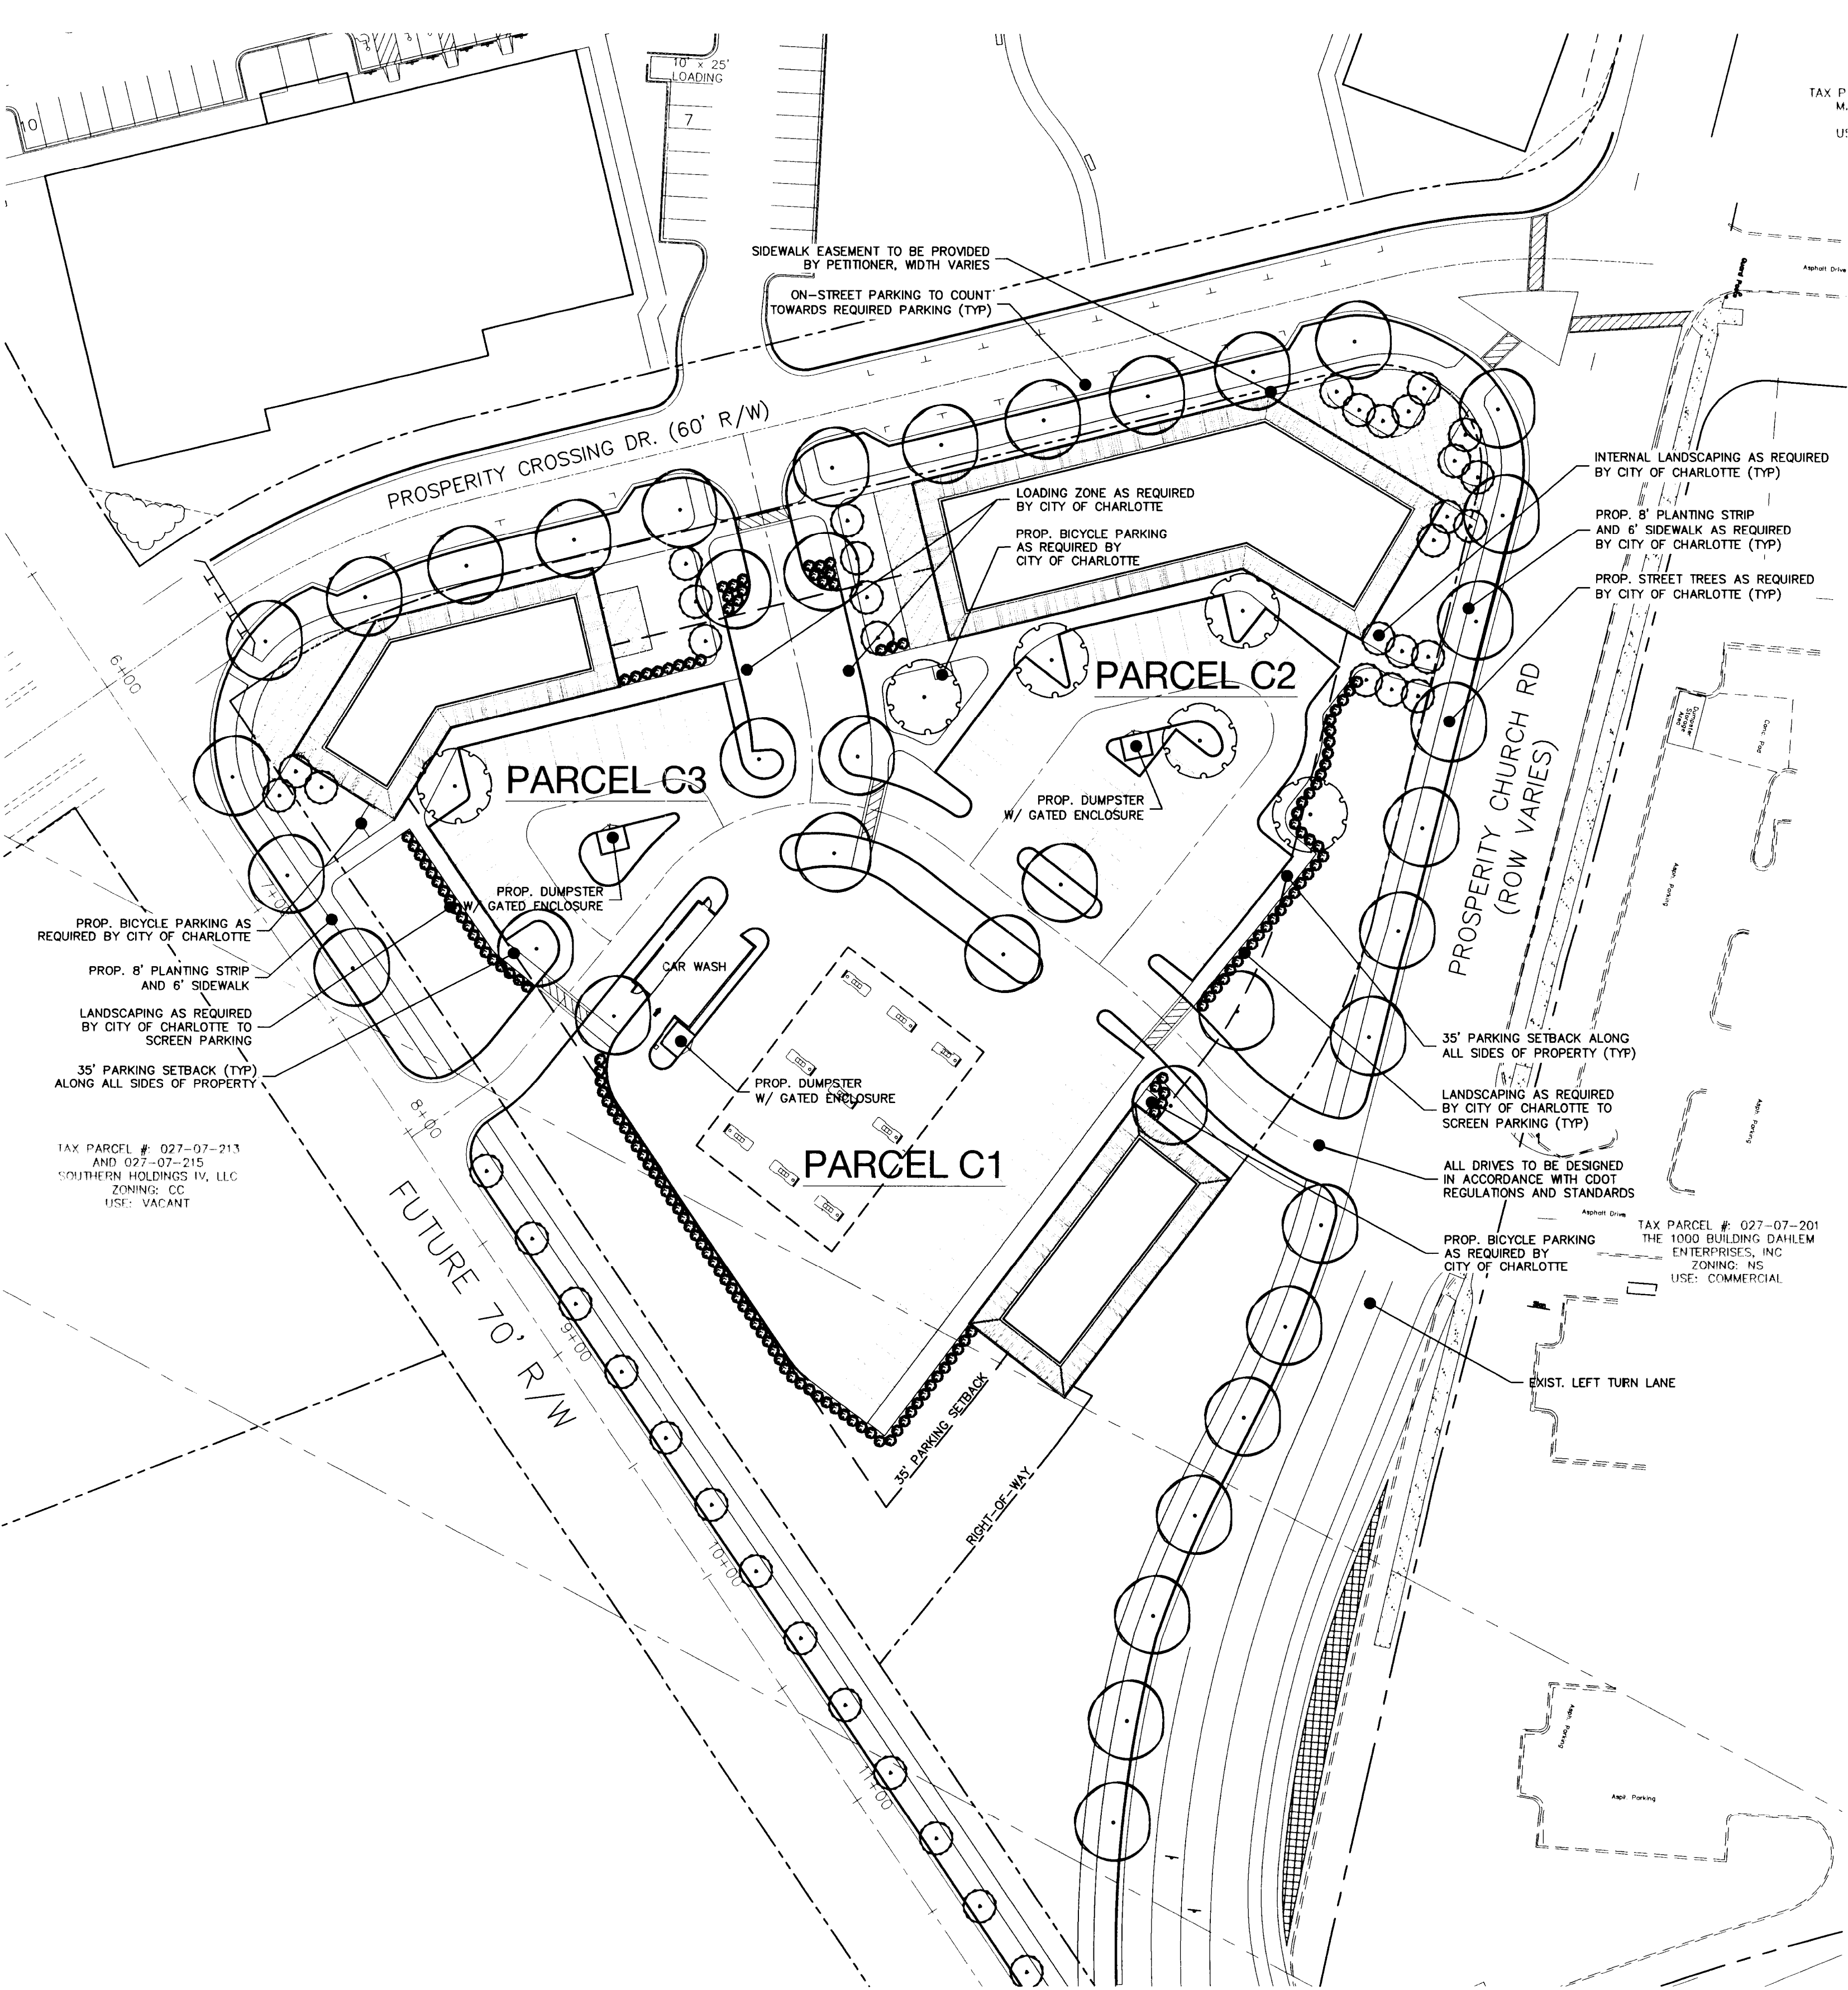 10' x 25'
LOADING
7
10
TAX P
M.
US
SIDEWALK EASEMENT TO BE PROVIDED
BY PETITIONER, WIDTH VARIES
ON-STREET PARKING TO COUNT
TOWARDS REQUIRED PARKING (TYP)
Asphalt Drive
PROSPERITY CROSSING DR. (60' R/W)
INTERNAL LANDSCAPING AS REQUIRED
BY CITY OF CHARLOTTE (TYP)
LOADING ZONE AS REQUIRED
BY CITY OF CHARLOTTE
PROP. 8' PLANTING STRIP
AND 6' SIDEWALK AS REQUIRED
BY CITY OF CHARLOTTE (TYP)
PROP. BICYCLE PARKING
AS REQUIRED BY
CITY OF CHARLOTTE
PROP. STREET TREES AS REQUIRED
BY CITY OF CHARLOTTE (TYP)
6+00
PARCEL C2
PROSPERITY CHURCH RD
(ROW VARIES)
Dumpster
Storage
Area
Conc. Pad
PARCEL C3
PROP. DUMPSTER
W/ GATED ENCLOSURE
PROP. DUMPSTER
W/ GATED ENCLOSURE
Asph. Parking
7+00
PROP. BICYCLE PARKING AS
REQUIRED BY CITY OF CHARLOTTE
PROP. 8' PLANTING STRIP
AND 6' SIDEWALK
CAR WASH
LANDSCAPING AS REQUIRED
BY CITY OF CHARLOTTE TO
SCREEN PARKING
35' PARKING SETBACK (TYP)
ALONG ALL SIDES OF PROPERTY
35' PARKING SETBACK ALONG
ALL SIDES OF PROPERTY (TYP)
PROP. DUMPSTER
W/ GATED ENCLOSURE
LANDSCAPING AS REQUIRED
BY CITY OF CHARLOTTE TO
SCREEN PARKING (TYP)
Asph. Parking
8+00
TAX PARCEL #: 027-07-213
AND 027-07-215
SOUTHERN HOLDINGS IV, LLC
ZONING: CC
USE: VACANT
PARCEL C1
ALL DRIVES TO BE DESIGNED
IN ACCORDANCE WITH CDOT
REGULATIONS AND STANDARDS
Asphalt Drive
TAX PARCEL #: 027-07-201
THE 1000 BUILDING DAHLEM
ENTERPRISES, INC
ZONING: NS
USE: COMMERCIAL
PROP. BICYCLE PARKING
AS REQUIRED BY
CITY OF CHARLOTTE
FUTURE 70' R/W
9+00
EXIST. LEFT TURN LANE
35' PARKING SETBACK
RIGHT-OF-WAY
10+00
11+00
Asph. Parking
Asph. Parking